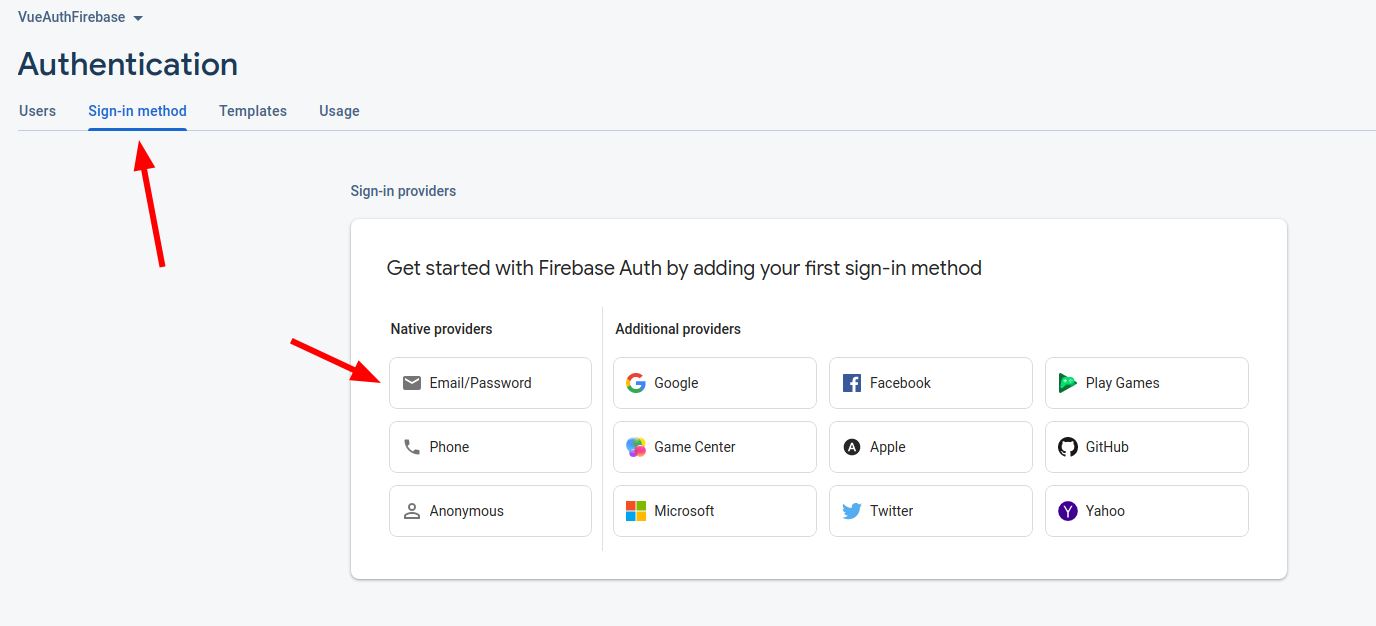 VueAuthFirebase
Authentication
Users Sign-in method Templates Usage
Sign-in providers
Get started with Firebase Auth by adding your first sign-in method
Native providers Additional providers
Email/Password Google Facebook Play Games
Phone Game Center Apple GitHub
Anonymous Microsoft Twitter Yahoo